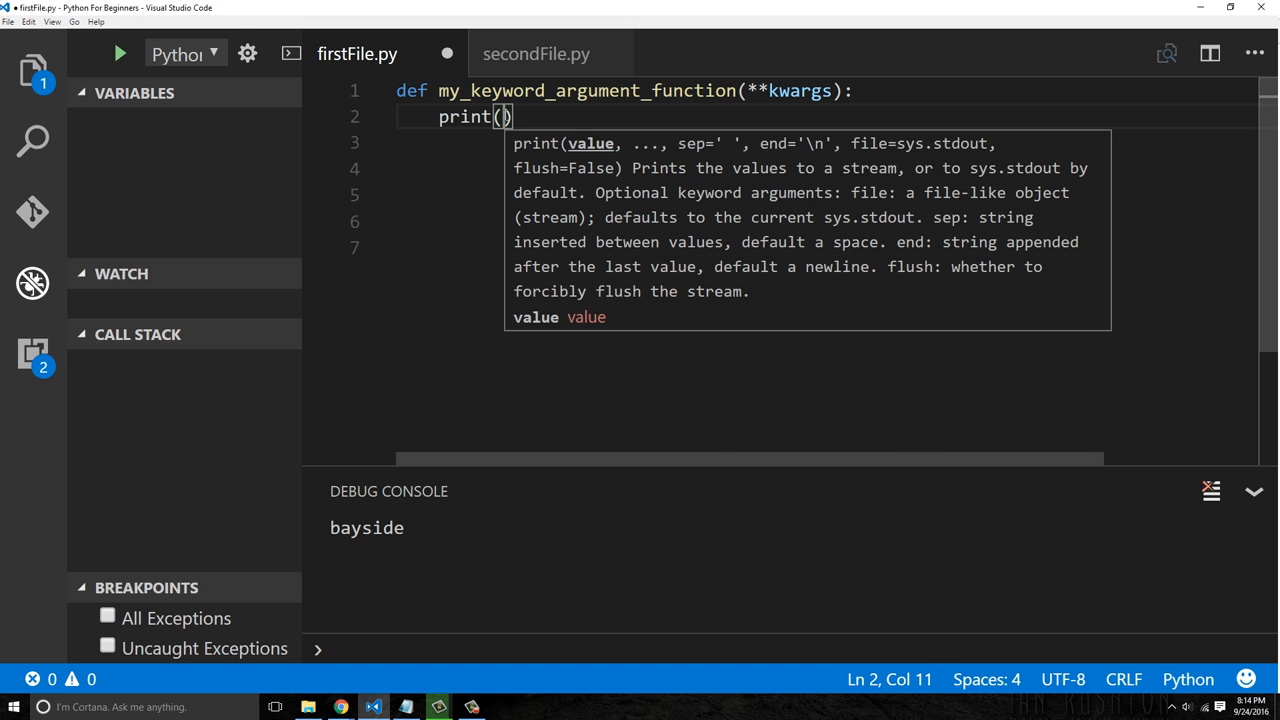 firstFile.py - Python For Beginners - Visual Studio Code
File Edit View Go Help
Python
firstFile.py
secondFile.py
1
VARIABLES
WATCH
CALL STACK
2
BREAKPOINTS
All Exceptions
Uncaught Exceptions
1 def my_keyword_argument_function(**kwargs):
2 print()
3
4
5
6
7
print(value, ..., sep=' ', end='\n', file=sys.stdout,
flush=False) Prints the values to a stream, or to sys.stdout by
default. Optional keyword arguments: file: a file-like object
(stream); defaults to the current sys.stdout. sep: string
inserted between values, default a space. end: string appended
after the last value, default a newline. flush: whether to
forcibly flush the stream.
value value
DEBUG CONSOLE
bayside
0 0
Ln 2, Col 11 Spaces: 4 UTF-8 CRLF Python
I'm Cortana. Ask me anything.
8:14 PM
9/24/2016